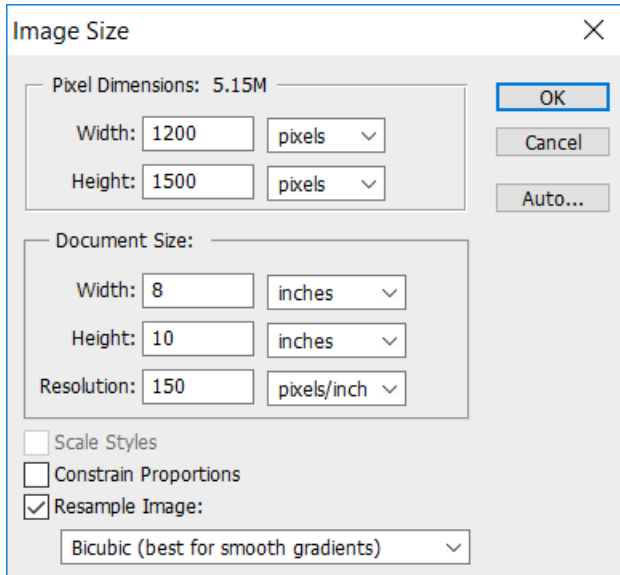 Image Size
Pixel Dimensions: 5.15M
Width: 1200 pixels
Height: 1500 pixels
OK
Cancel
Auto...
Document Size:
Width: 8 inches
Height: 10 inches
Resolution: 150 pixels/inch
Scale Styles
Constrain Proportions
Resample Image:
Bicubic (best for smooth gradients)